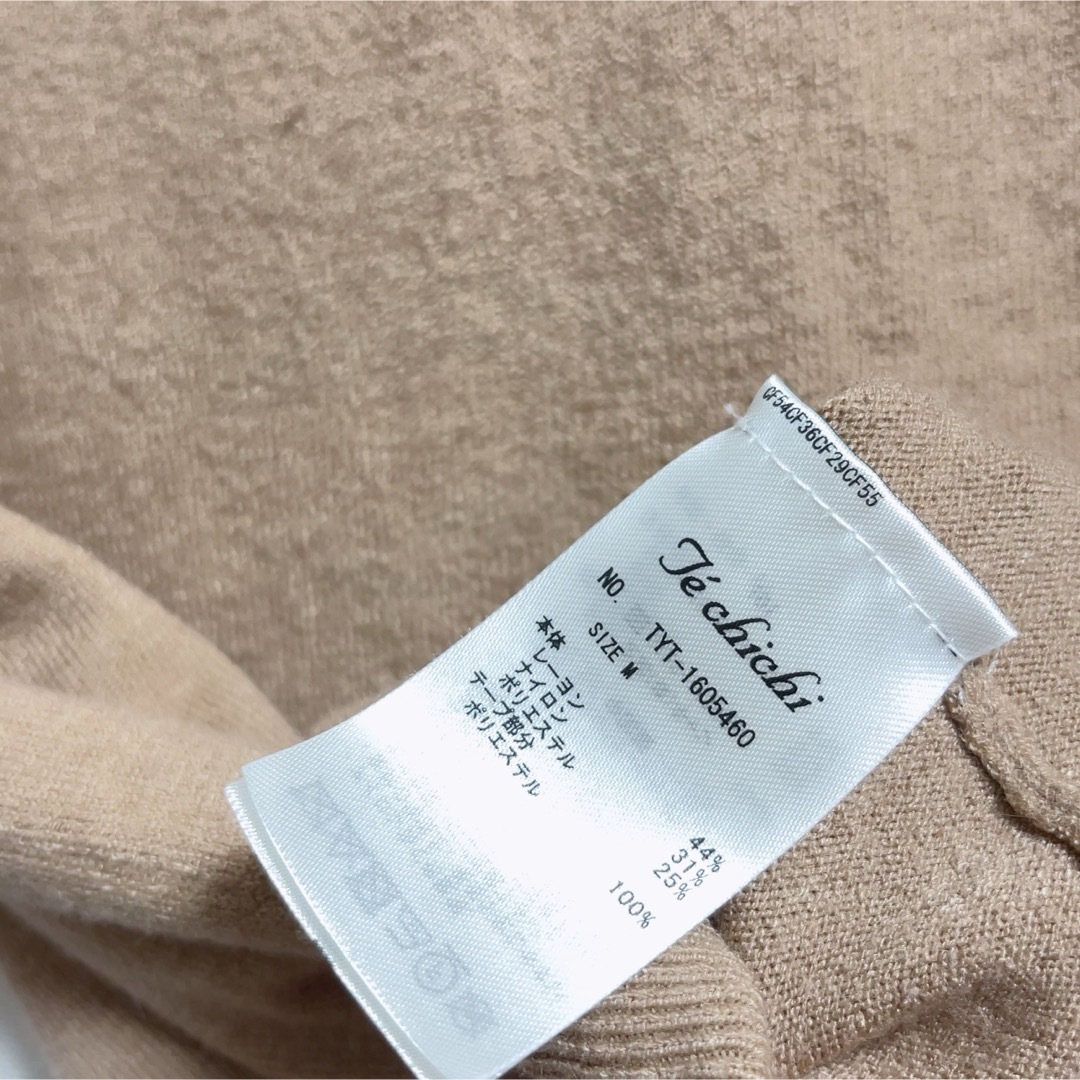 CF54CF36CF29CF55
Té chichi
NO. TYT-1605460
SIZE M
本体
レーヨン 44%
ナイロン 31%
ポリエステル 25%
テープ部分
ポリエステル 100%